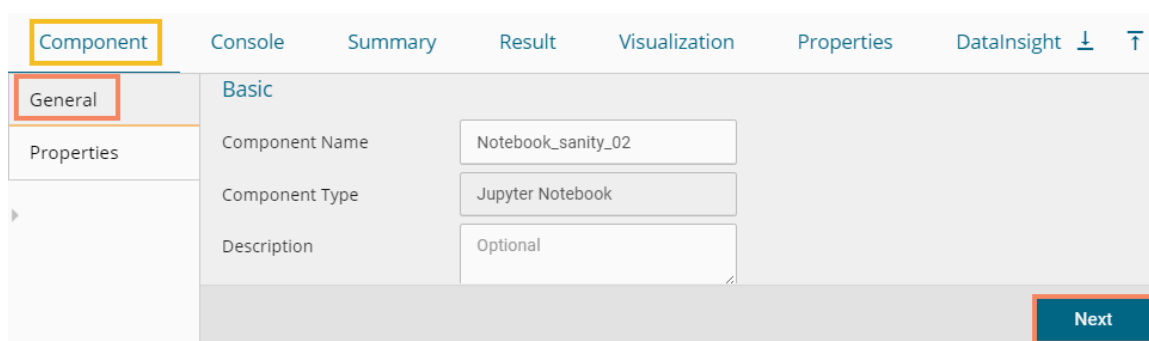 Component Console Summary Result Visualization Properties DataInsight
General
Basic
Properties
Component Name Notebook_sanity_02
Component Type Jupyter Notebook
Description Optional
Next